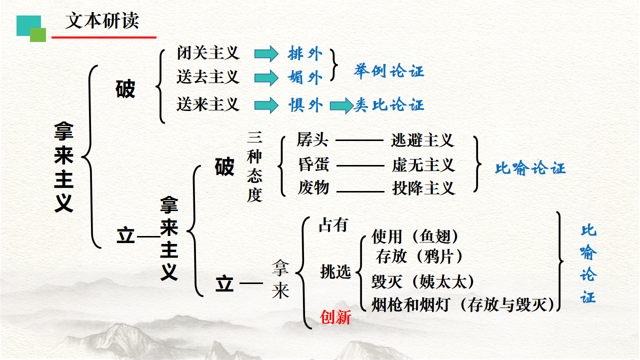 文本研读
拿来主义
破
闭关主义 排外
送去主义 媚外
举例论证
送来主义 惧外 类比论证
立
拿来主义
破
三种态度
孱头 逃避主义
昏蛋 虚无主义
废物 投降主义
比喻论证
立
拿来
占有
挑选
使用（鱼翅）
存放（鸦片）
毁灭（姨太太）
烟枪和烟灯（存放与毁灭）
创新
比喻论证